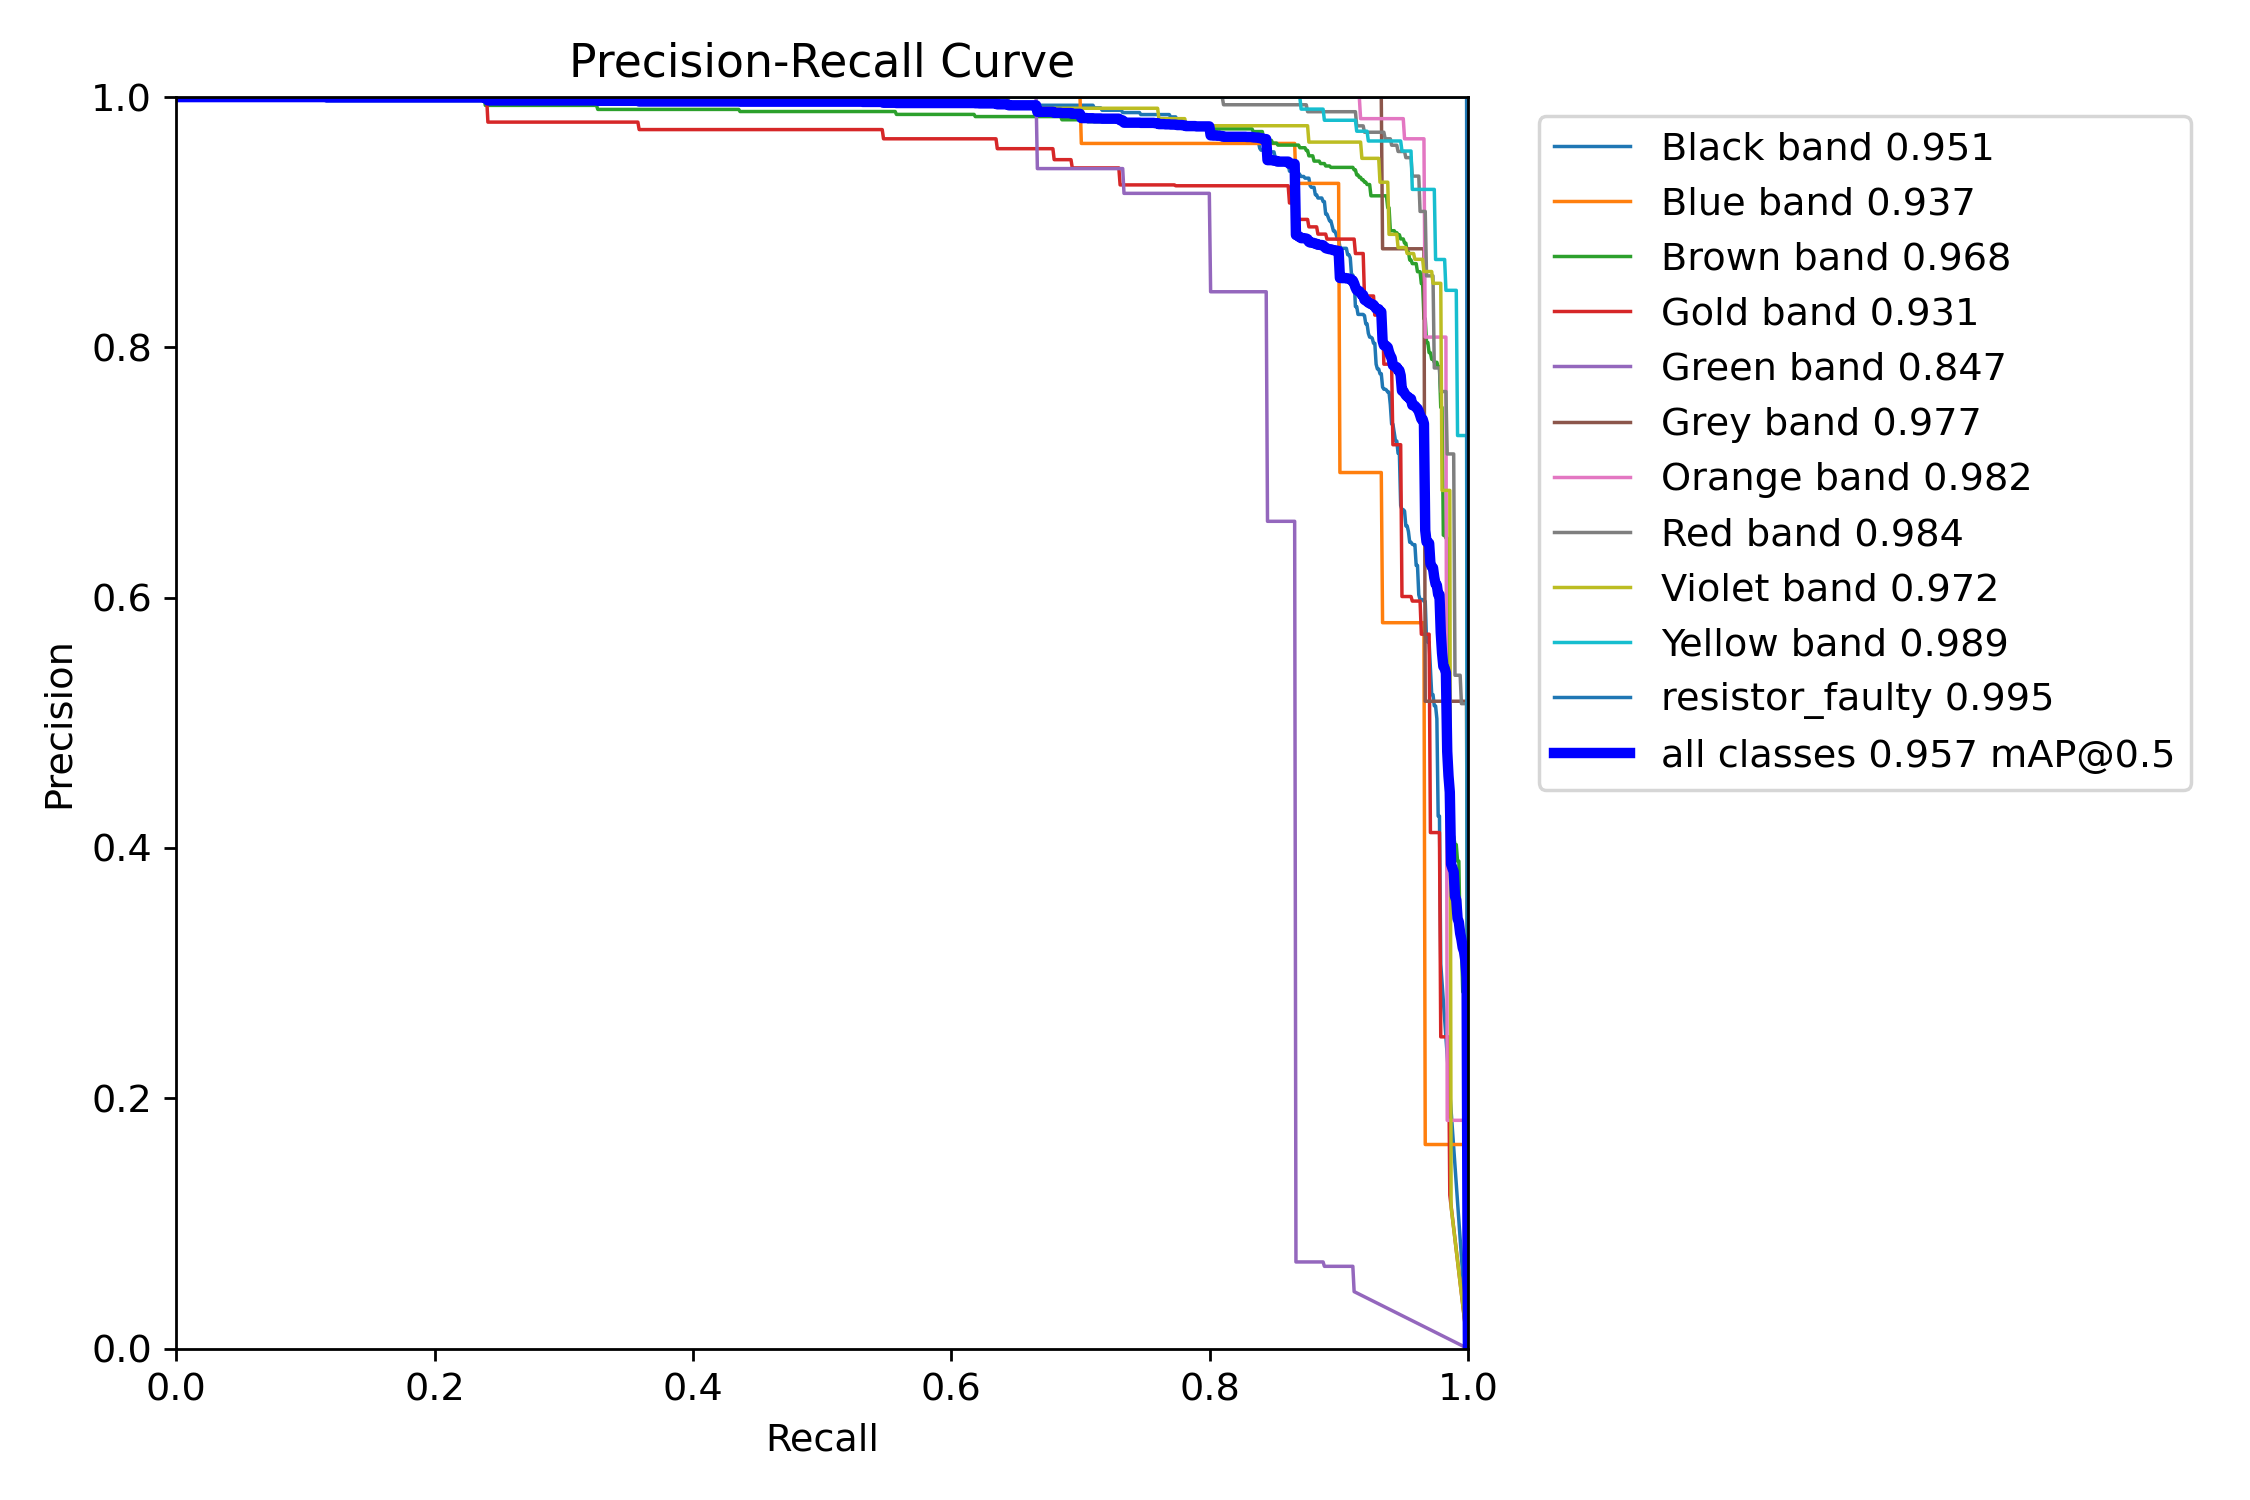 Precision-Recall Curve
1.0
0.8
0.6
0.4
0.2
0.0
Precision
0.0 0.2 0.4 0.6 0.8 1.0
Recall
Black band 0.951
Blue band 0.937
Brown band 0.968
Gold band 0.931
Green band 0.847
Grey band 0.977
Orange band 0.982
Red band 0.984
Violet band 0.972
Yellow band 0.989
resistor_faulty 0.995
all classes 0.957 mAP@0.5